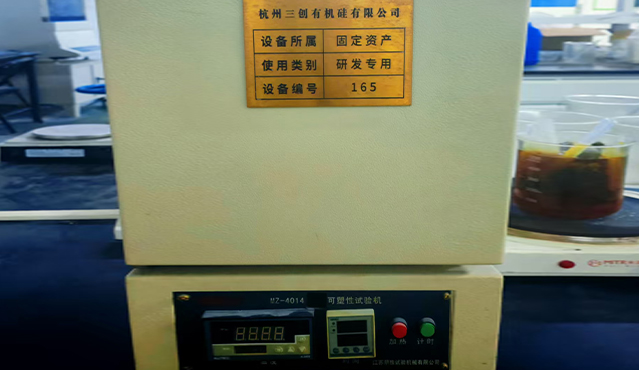 杭州三创有机硅有限公司
设备所属 固定资产
使用类别 研发专用
设备编号 165
MZ-4014 可塑性试验机
加热 计时